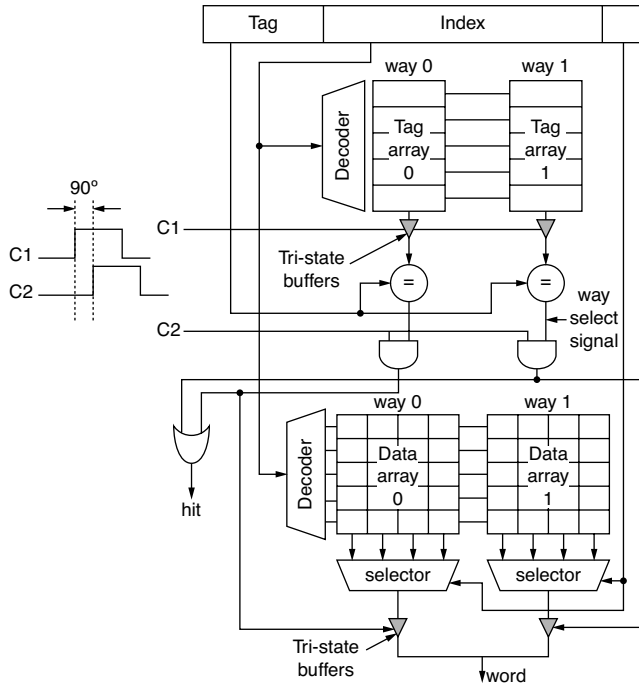 Tag
Index
way 0
way 1
Decoder
Tag
array
0
Tag
array
1
90º
C1
C2
C1
Tri-state
buffers
=
=
way
select
signal
C2
way 0
way 1
Decoder
Data
array
0
Data
array
1
hit
selector
selector
Tri-state
buffers
word